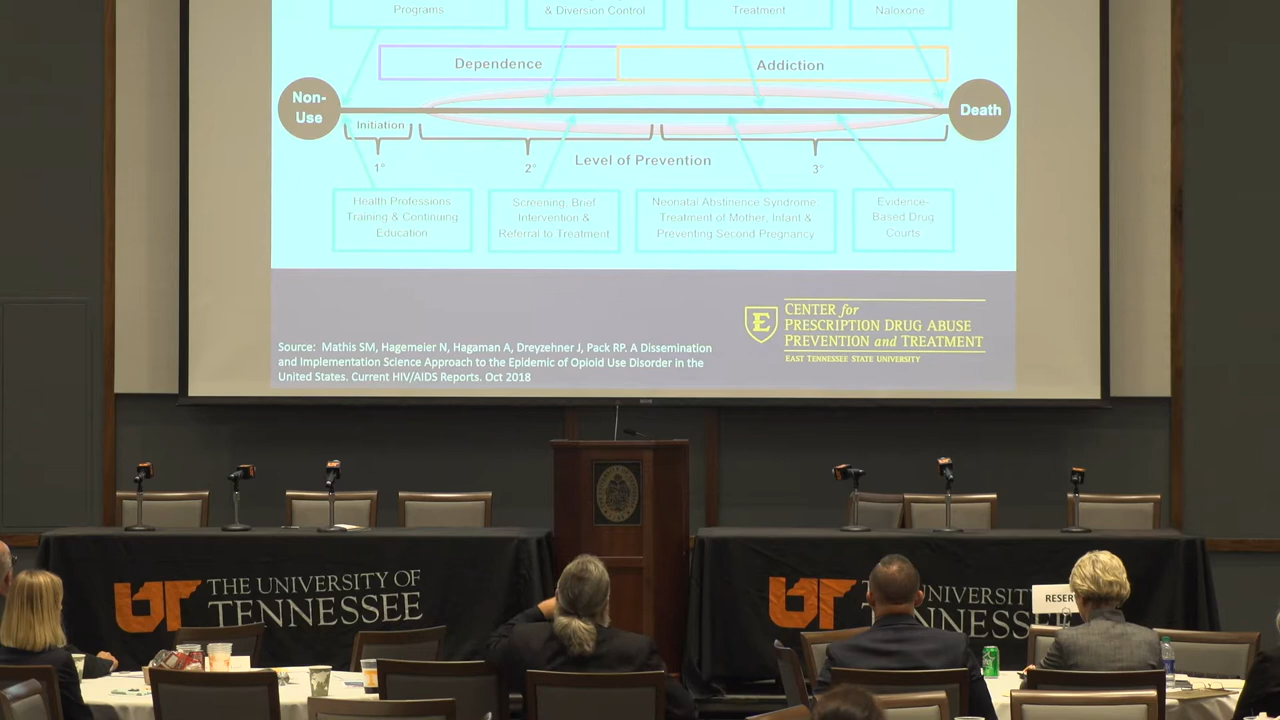 Programs
& Diversion Control
Treatment
Naloxone
Dependence
Addiction
Non-
Use
Death
Initiation
1°
2°
3°
Level of Prevention
Health Professions
Training & Continuing
Education
Screening, Brief
Intervention &
Referral to Treatment
Neonatal Abstinence Syndrome:
Treatment of Mother, Infant &
Preventing Second Pregnancy
Evidence-
Based Drug
Courts
Source: Mathis SM, Hagemeier N, Hagaman A, Dreyzehner J, Pack RP. A Dissemination
and Implementation Science Approach to the Epidemic of Opioid Use Disorder in the
United States. Current HIV/AIDS Reports. Oct 2018
E
CENTER for
PRESCRIPTION DRUG ABUSE
PREVENTION and TREATMENT
EAST TENNESSEE STATE UNIVERSITY
UT THE UNIVERSITY OF
TENNESSEE
UT UNIVERSITY
TENNESSEE
RESER